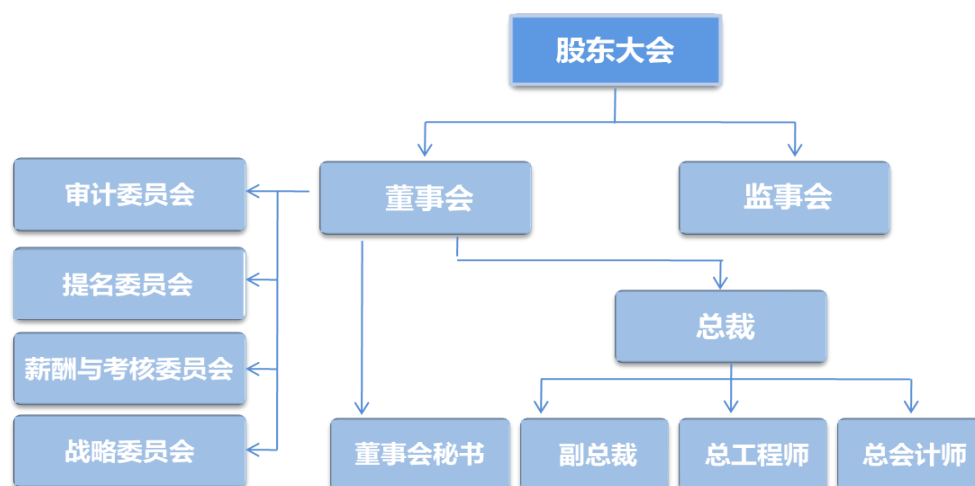 股东大会
董事会
监事会
审计委员会
提名委员会
薪酬与考核委员会
战略委员会
总裁
董事会秘书
副总裁
总工程师
总会计师